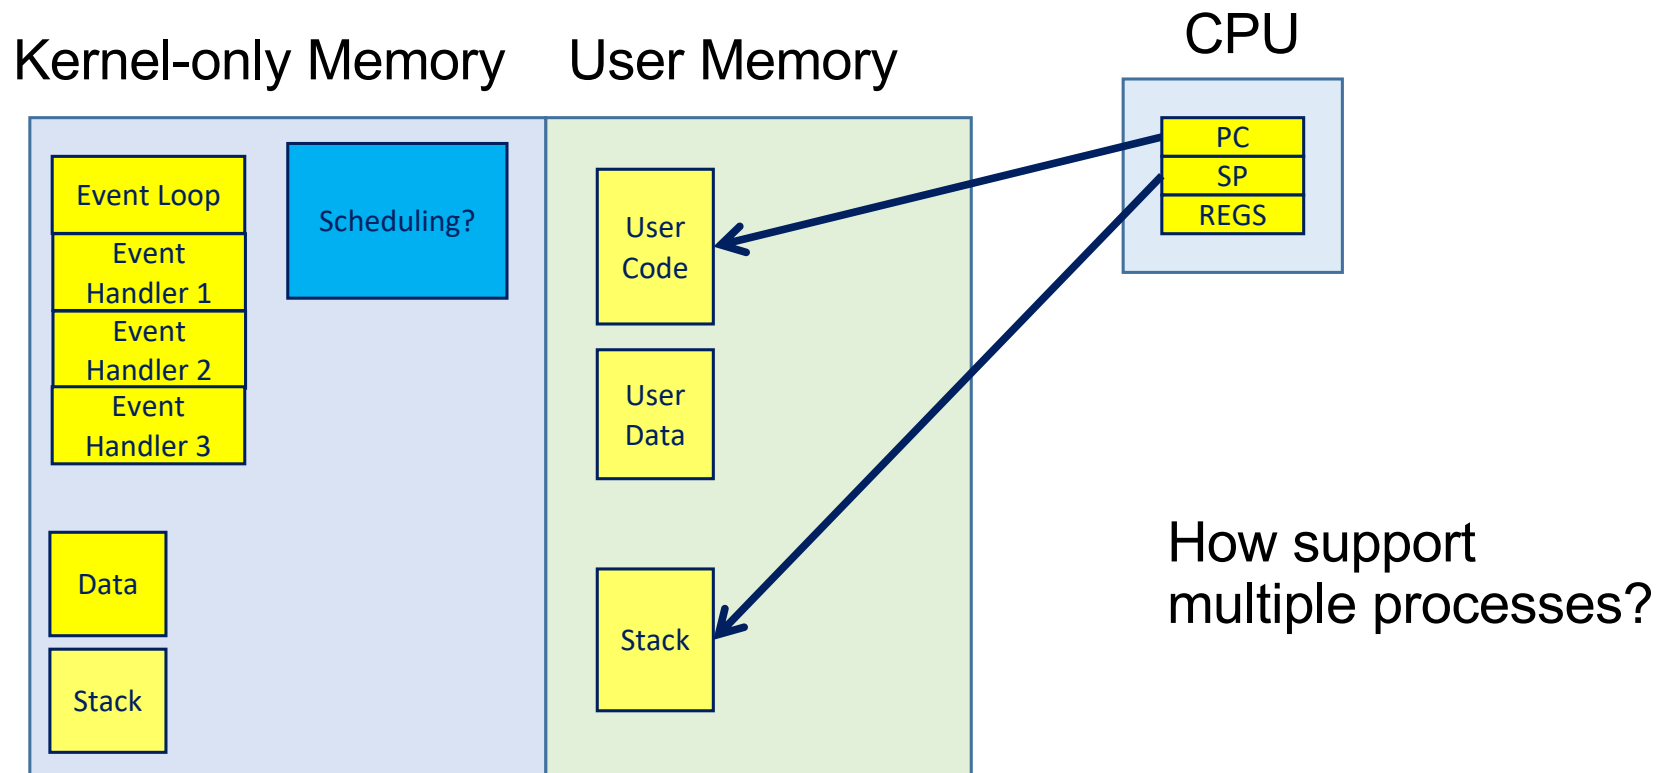 Kernel-only Memory
User Memory
CPU
Event Loop
Event
Handler 1
Event
Handler 2
Event
Handler 3
Scheduling?
Data
Stack
User
Code
User
Data
Stack
PC
SP
REGS
How support
multiple processes?